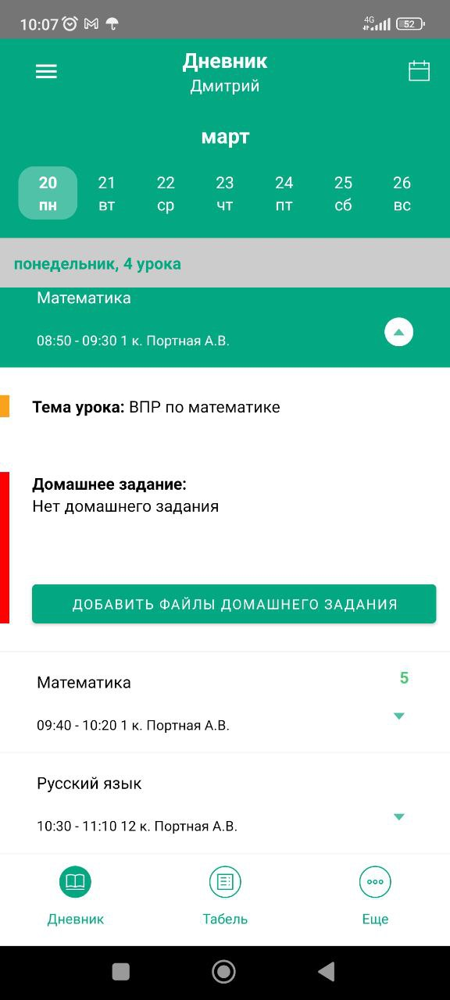 10:07 4G 52
Дневник
Дмитрий
март
20 21 22 23 24 25 26
пн вт ср чт пт сб вс
понедельник, 4 урока
Математика
08:50 - 09:30 1 к. Портная А.В.
Тема урока: ВПР по математике
Домашнее задание:
Нет домашнего задания
ДОБАВИТЬ ФАЙЛЫ ДОМАШНЕГО ЗАДАНИЯ
Математика 5
09:40 - 10:20 1 к. Портная А.В.
Русский язык
10:30 - 11:10 12 к. Портная А.В.
Дневник Табель Еще